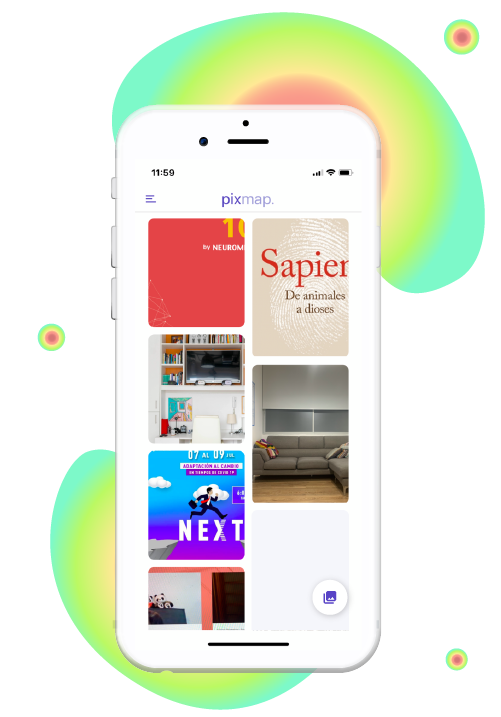 11:59
pixmap.
10
by NEUROM
Sapien
De animales
a dioses
07 AL 09 JUL
ADAPTACIÓN AL CAMBIO
EN TIEMPOS DE COVID 19
NEXT